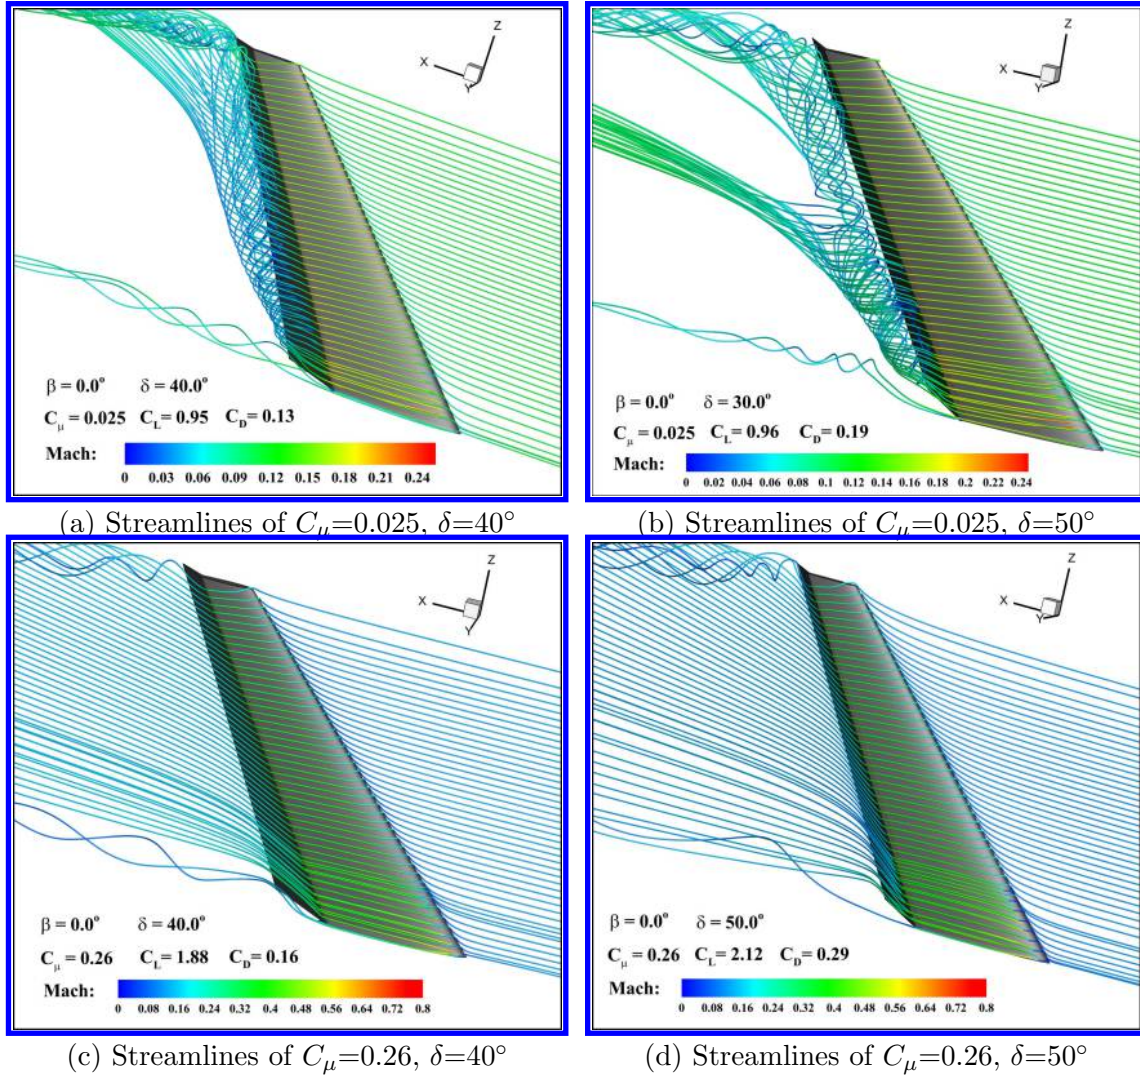 Z
X
Y
β = 0.0° δ = 40.0°
C_μ = 0.025 C_L = 0.95 C_D = 0.13
Mach:
0 0.03 0.06 0.09 0.12 0.15 0.18 0.21 0.24
(a) Streamlines of C_μ=0.025, δ=40°
Z
X
Y
β = 0.0° δ = 30.0°
C_μ = 0.025 C_L = 0.96 C_D = 0.19
Mach:
0 0.02 0.04 0.06 0.08 0.1 0.12 0.14 0.16 0.18 0.2 0.22 0.24
(b) Streamlines of C_μ=0.025, δ=50°
Z
X
Y
β = 0.0° δ = 40.0°
C_μ = 0.26 C_L = 1.88 C_D = 0.16
Mach:
0 0.08 0.16 0.24 0.32 0.4 0.48 0.56 0.64 0.72 0.8
(c) Streamlines of C_μ=0.26, δ=40°
Z
X
Y
β = 0.0° δ = 50.0°
C_μ = 0.26 C_L = 2.12 C_D = 0.29
Mach:
0 0.08 0.16 0.24 0.32 0.4 0.48 0.56 0.64 0.72 0.8
(d) Streamlines of C_μ=0.26, δ=50°